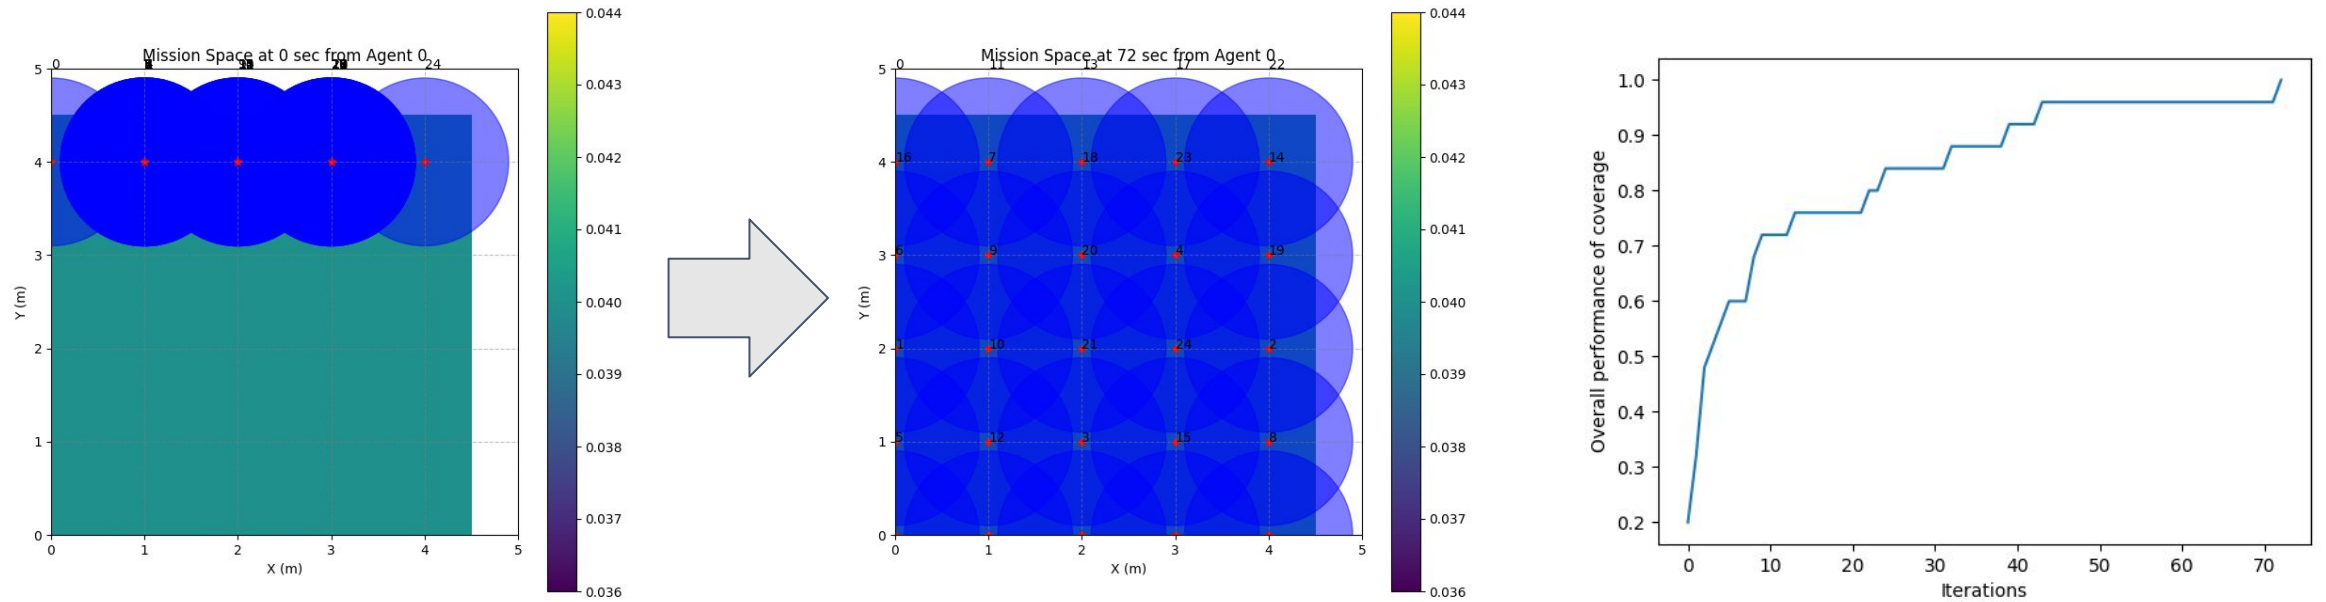 Mission Space at 0 sec from Agent 0
0
24
5
4
3
2
1
0
0 1 2 3 4 5
X (m)
Y (m)
0.044
0.043
0.042
0.041
0.040
0.039
0.038
0.037
0.036
Mission Space at 72 sec from Agent 0
0 11 13 17 22
16 7 18 23 14
6 9 20 4 19
1 10 21 24 2
5 12 3 15 8
5
4
3
2
1
0
0 1 2 3 4 5
X (m)
Y (m)
0.044
0.043
0.042
0.041
0.040
0.039
0.038
0.037
0.036
1.0
0.9
0.8
0.7
0.6
0.5
0.4
0.3
0.2
Overall performance of coverage
0 10 20 30 40 50 60 70
Iterations